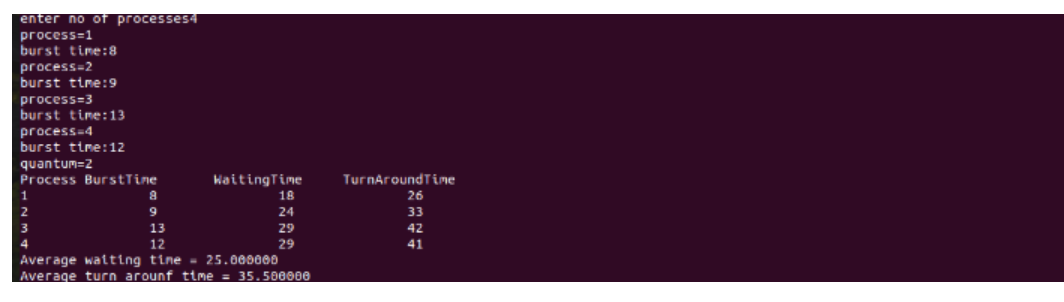 enter no of processes4
process=1
burst time:8
process=2
burst time:9
process=3
burst time:13
process=4
burst time:12
quantum=2
Process BurstTime WaitingTime TurnAroundTime
1 8 18 26
2 9 24 33
3 13 29 42
4 12 29 41
Average waiting time = 25.000000
Average turn arounf time = 35.500000